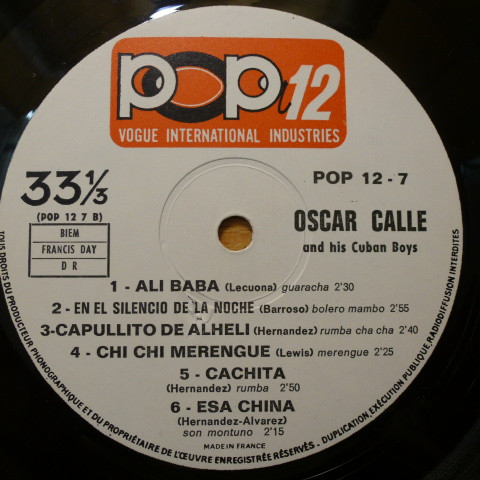 POP 12
VOGUE INTERNATIONAL INDUSTRIES
33 1/3
(POP 12 7 B)
BIEM
FRANCIS DAY
D R
POP 12 - 7
OSCAR CALLE
and his Cuban Boys
1 - ALI BABA (Lecuona) guaracha 2'30
2 - EN EL SILENCIO DE LA NOCHE (Barroso) bolero mambo 2'55
3-CAPULLITO DE ALHELI (Hernandez) rumba cha cha 2'40
4 - CHI CHI MERENGUE (Lewis) merengue 2'25
5 - CACHITA
(Hernandez) rumba 2'50
6 - ESA CHINA
(Hernandez-Alvarez)
son montuno 2'15
MADE IN FRANCE
TOUS DROITS DU PRODUCTEUR PHONOGRAPHIQUE ET DU PROPRIÉTAIRE DE L'ŒUVRE ENREGISTRÉE RÉSERVÉS - DUPLICATION EXÉCUTION PUBLIQUE, RADIODIFFUSION INTERDITES